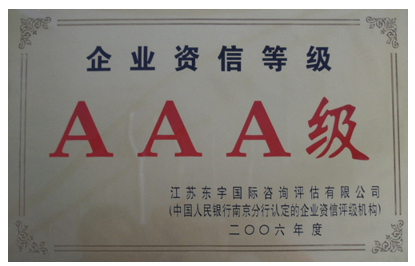 企业资信等级
AAA级
江苏东宇国际咨询评估有限公司
(中国人民银行南京分行认定的企业资信评级机构)
二〇〇六年度